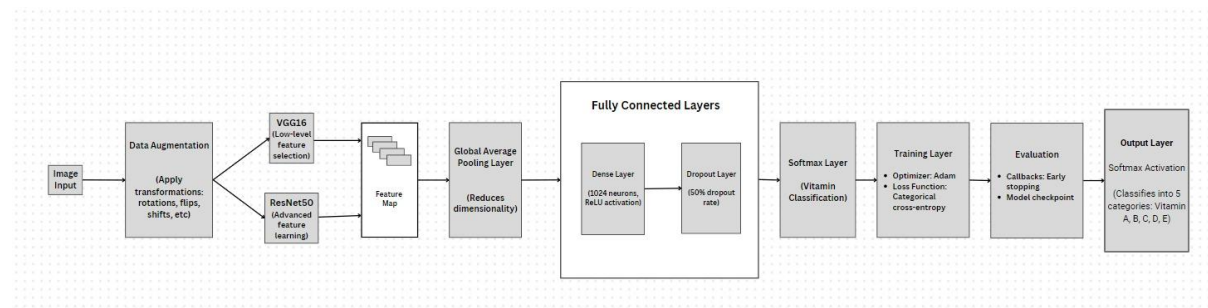 Image
Input
Data Augmentation
(Apply
transformations:
rotations, flips,
shifts, etc)
VGG16
(Low-level
feature
selection)
ResNet50
(Advanced
feature
learning)
Feature
Map
Global Average
Pooling Layer
(Reduces
dimensionality)
Fully Connected Layers
Dense Layer
(1024 neurons,
ReLU activation)
Dropout Layer
(50% dropout
rate)
Softmax Layer
(Vitamin
Classification)
Training Layer
• Optimizer: Adam
• Loss Function:
Categorical
cross-entropy
Evaluation
• Callbacks: Early
stopping
• Model checkpoint
Output Layer
Softmax Activation
(Classifies into 5
categories: Vitamin
A, B, C, D, E)